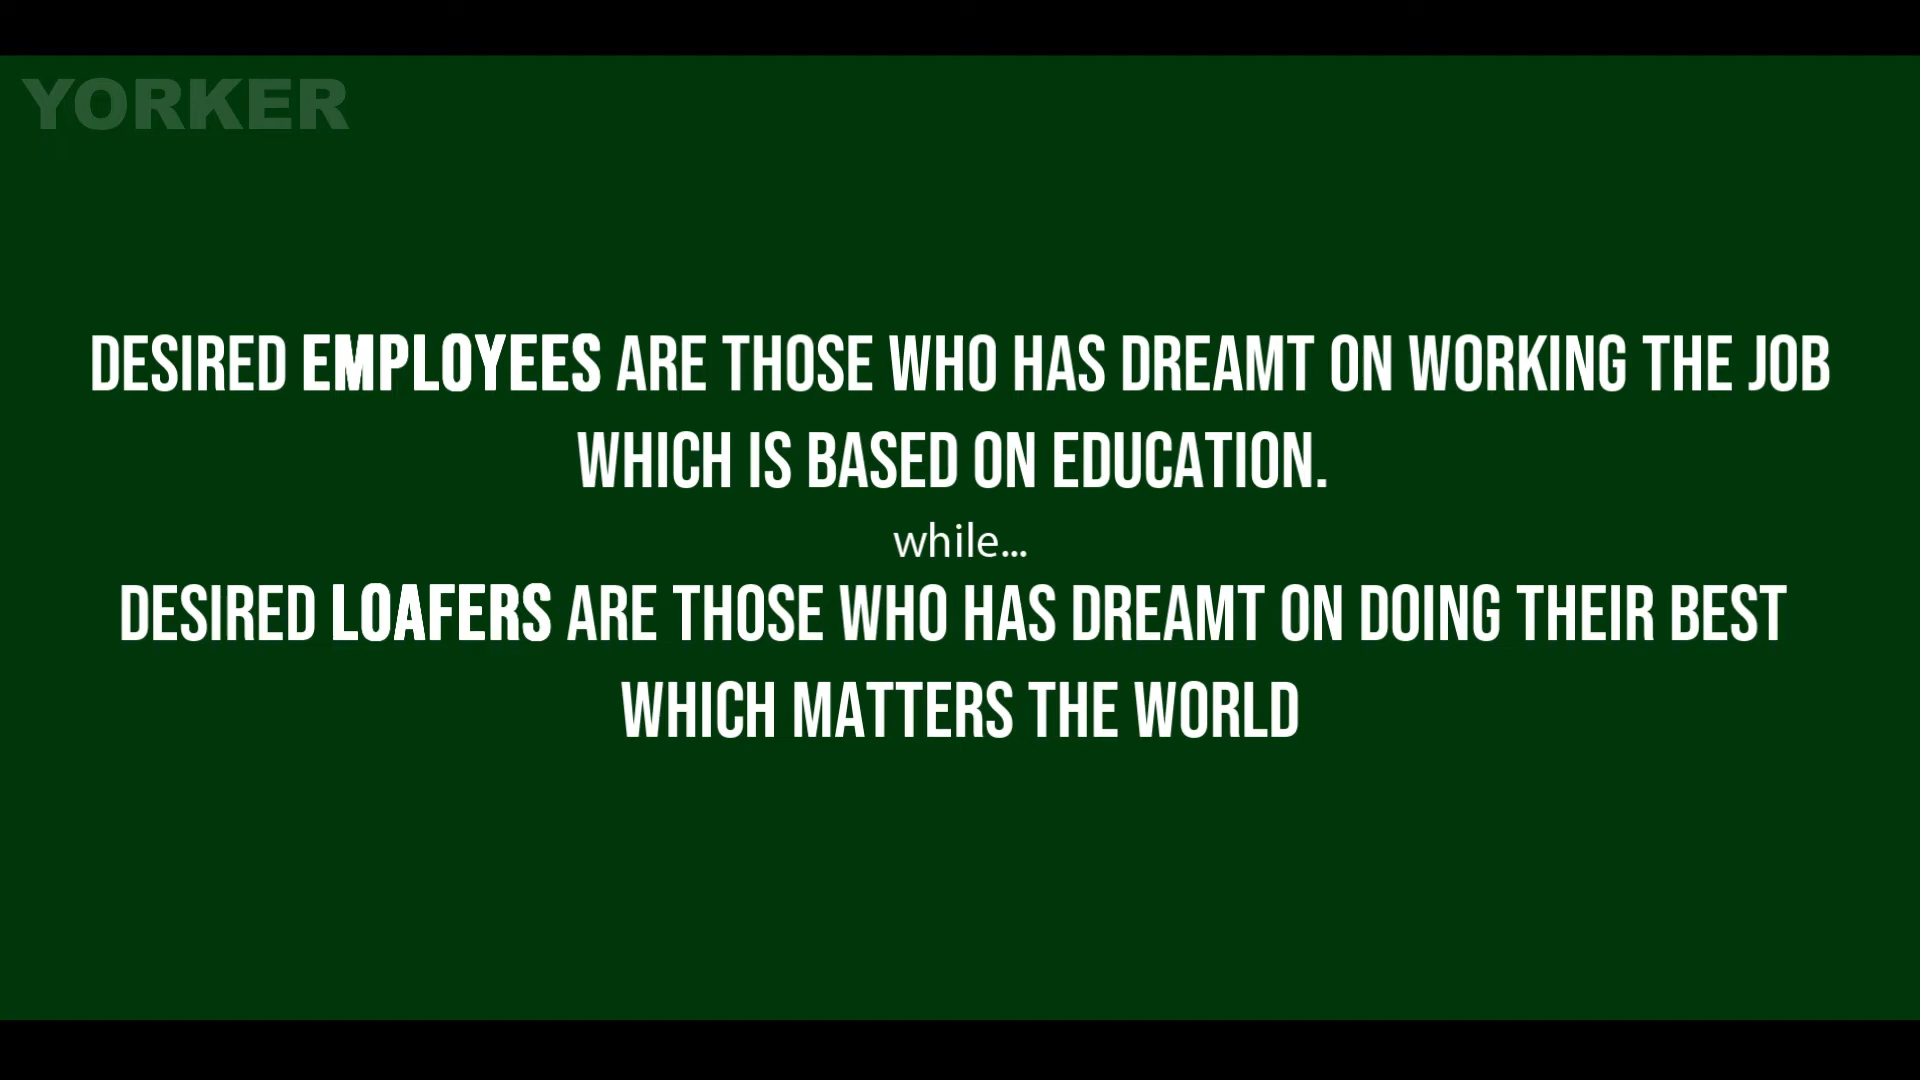 YORKER
DESIRED EMPLOYEES ARE THOSE WHO HAS DREAMT ON WORKING THE JOB
WHICH IS BASED ON EDUCATION.
while...
DESIRED LOAFERS ARE THOSE WHO HAS DREAMT ON DOING THEIR BEST
WHICH MATTERS THE WORLD